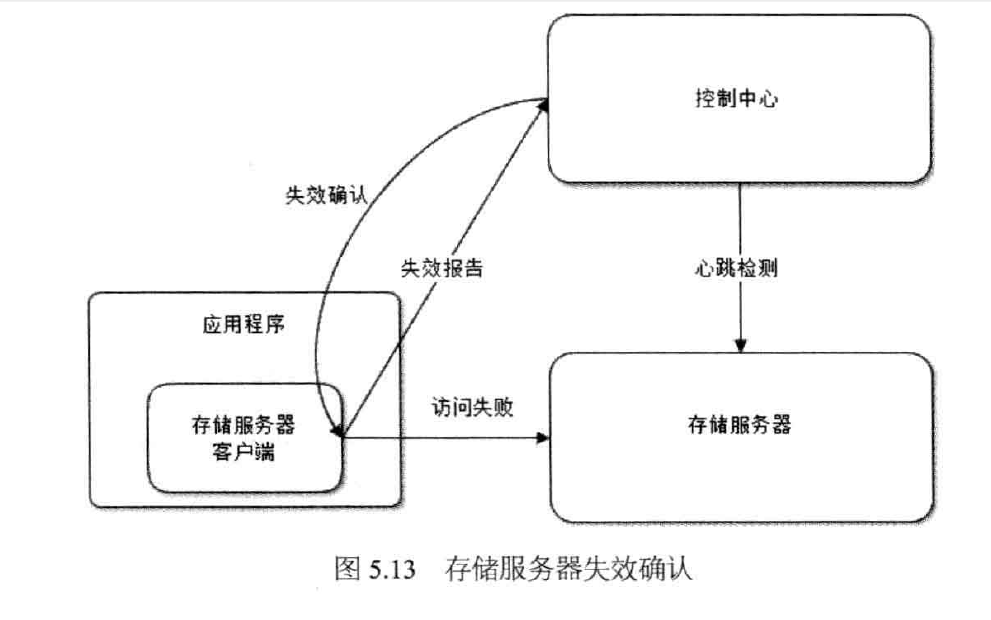 控制中心
失效确认
失效报告
心跳检测
应用程序
访问失败
存储服务器
客户端
存储服务器
图 5.13 存储服务器失效确认